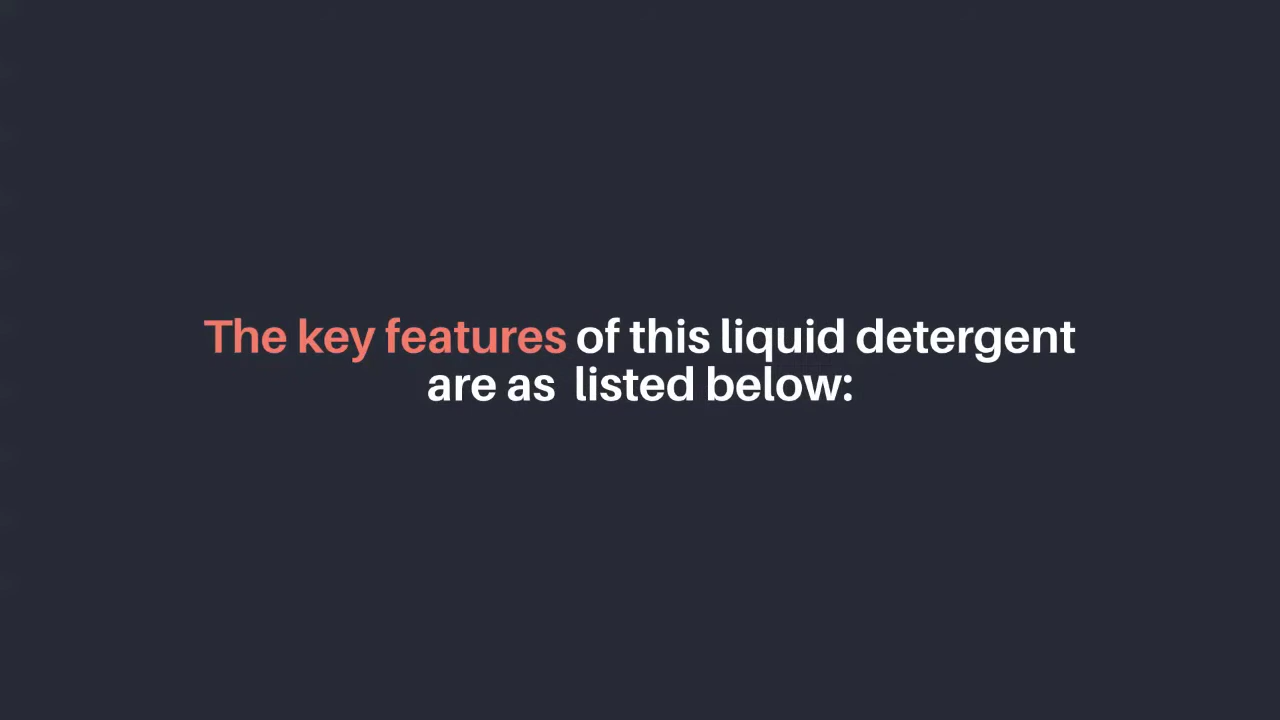 The key features of this liquid detergent
are as  listed below: